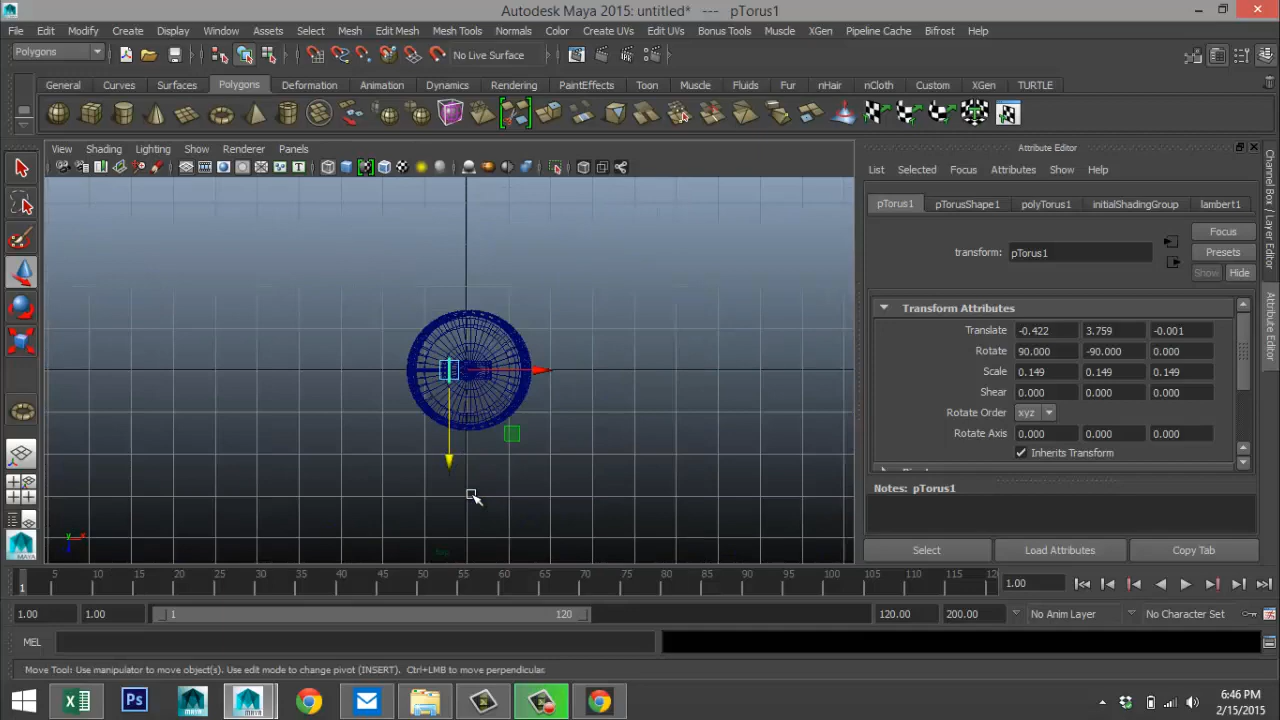 Autodesk Maya 2015: untitled* --- pTorus1
File Edit Modify Create Display Window Assets Select Mesh Edit Mesh Mesh Tools Normals Color Create UVs Edit UVs Bonus Tools Muscle XGen Pipeline Cache Bifrost Help
Polygons No Live Surface
General Curves Surfaces Polygons Deformation Animation Dynamics Rendering PaintEffects Toon Muscle Fluids Fur nHair nCloth Custom XGen TURTLE
View Shading Lighting Show Renderer Panels
Attribute Editor
List Selected Focus Attributes Show Help
pTorus1 pTorusShape1 polyTorus1 initialShadingGroup lambert1
Focus
transform: pTorus1
Presets
Show Hide
Transform Attributes
Translate -0.422 3.759 -0.001
Rotate 90.000 -90.000 0.000
Scale 0.149 0.149 0.149
Shear 0.000 0.000 0.000
Rotate Order xyz
Rotate Axis 0.000 0.000 0.000
Inherits Transform
Notes: pTorus1
Select Load Attributes Copy Tab
Channel Box / Layer Editor
Attribute Editor
5 10 15 20 25 30 35 40 45 50 55 60 65 70 75 80 85 90 95 100 105 110 115 120
1 1.00
1.00 1.00 1 120 120.00 200.00 No Anim Layer No Character Set
MEL
Move Tool: Use manipulator to move object(s). Use edit mode to change pivot (INSERT). Ctrl+LMB to move perpendicular.
MAYA
Ps
6:46 PM
2/15/2015